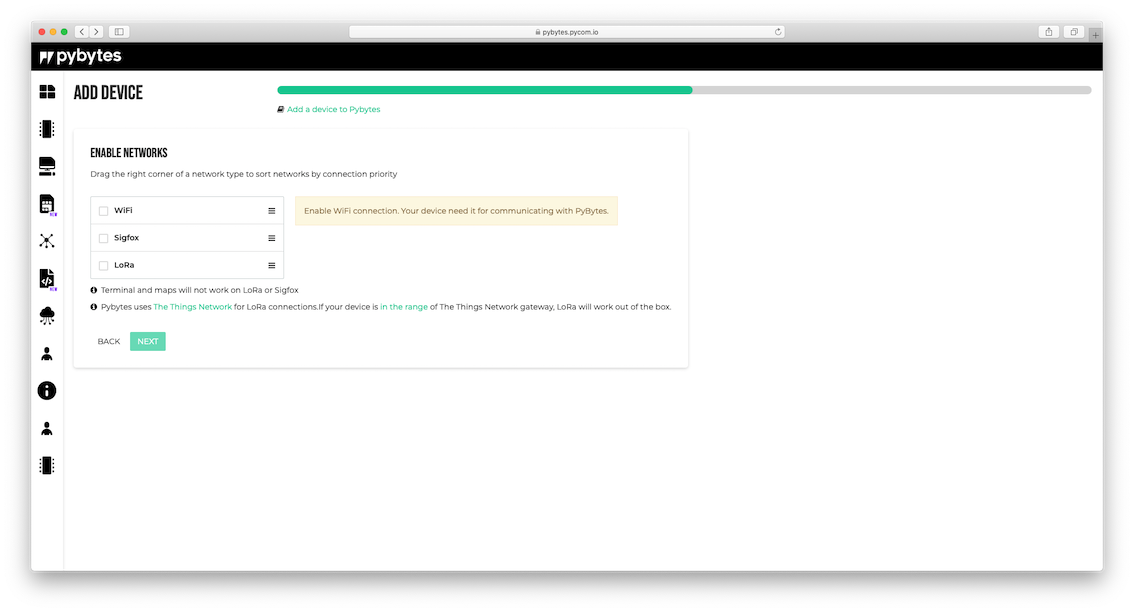 pybytes.pycom.io
pybytes
ADD DEVICE
Add a device to Pybytes
ENABLE NETWORKS
Drag the right corner of a network type to sort networks by connection priority
WiFi
Enable WiFi connection. Your device need it for communicating with PyBytes.
Sigfox
LoRa
Terminal and maps will not work on LoRa or Sigfox
Pybytes uses The Things Network for LoRa connections.If your device is in the range of The Things Network gateway, LoRa will work out of the box.
BACK
NEXT